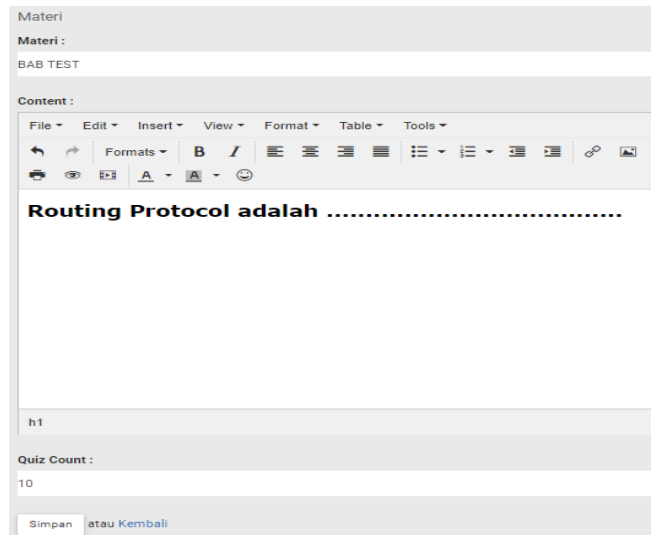 Materi
Materi :
BAB TEST
Content :
File Edit Insert View Format Table Tools
Formats B I
A A
Routing Protocol adalah ......................................
h1
Quiz Count :
10
Simpan atau Kembali